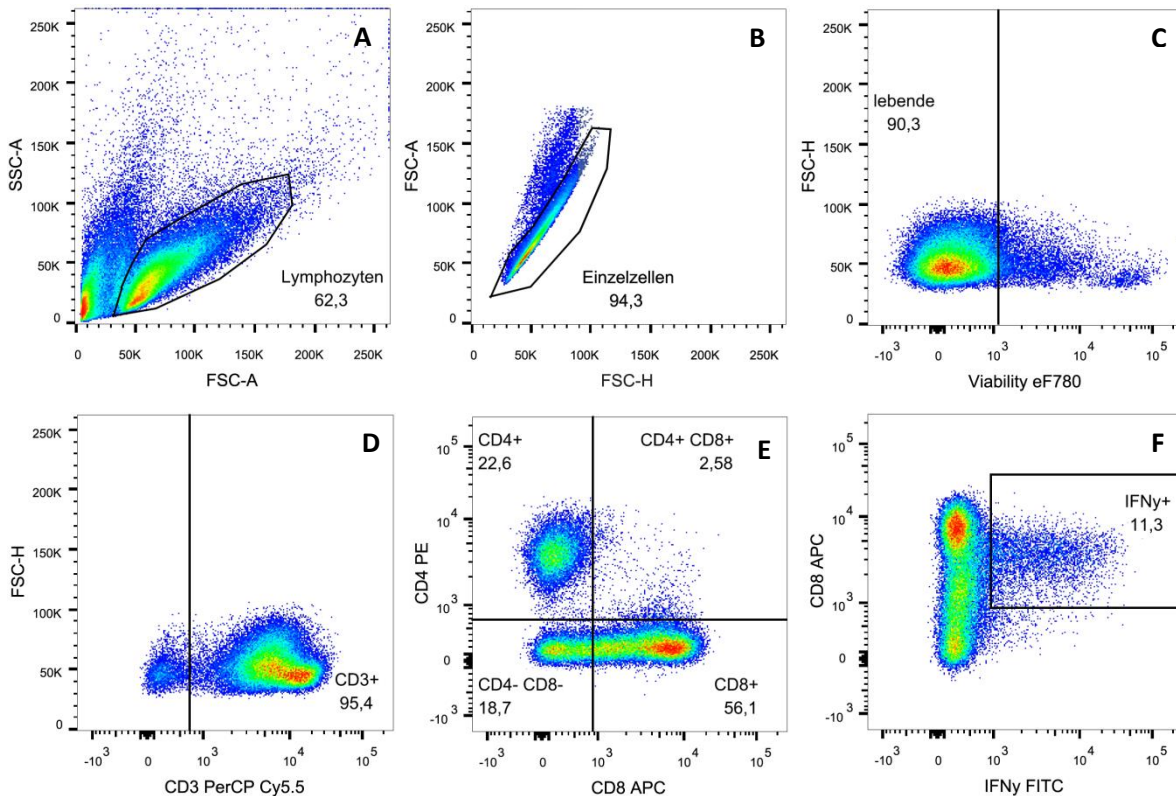 A
250K
200K
150K
100K
50K
0
SSC-A
Lymphozyten
62,3
0 50K 100K 150K 200K 250K
FSC-A
B
250K
200K
150K
100K
50K
0
FSC-A
Einzelzellen
94,3
0 50K 100K 150K 200K 250K
FSC-H
C
250K
200K
150K
100K
50K
0
FSC-H
lebende
90,3
-10³ 0 10³ 10⁴ 10⁵
Viability eF780
D
250K
200K
150K
100K
50K
0
FSC-H
CD3+
95,4
-10³ 0 10³ 10⁴ 10⁵
CD3 PerCP Cy5.5
E
10⁵
10⁴
10³
0
-10³
CD4 PE
CD4+
22,6
CD4+ CD8+
2,58
CD4- CD8-
18,7
CD8+
56,1
-10³ 0 10³ 10⁴ 10⁵
CD8 APC
F
10⁵
10⁴
10³
0
-10³
CD8 APC
IFNy+
11,3
-10³ 0 10³ 10⁴ 10⁵
IFNy FITC